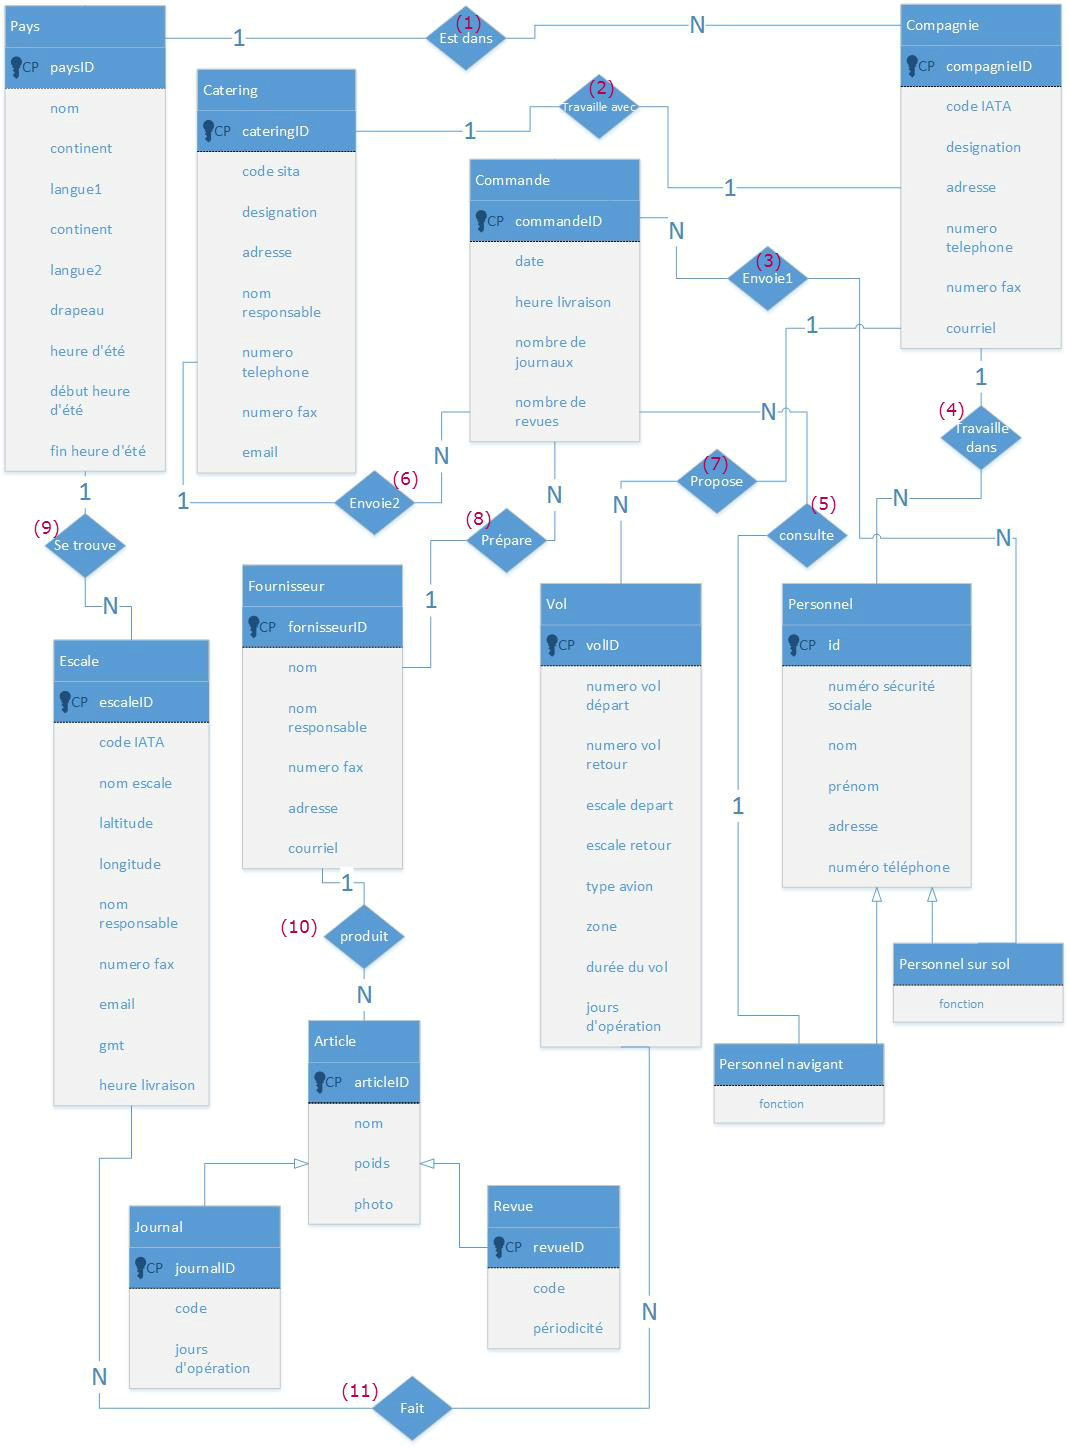 Pays
CP paysID
nom
continent
langue1
continent
langue2
drapeau
heure d'été
début heure
d'été
fin heure d'été
1
(1)
Est dans
N
Compagnie
CP compagnieID
code IATA
designation
adresse
numero
telephone
numero fax
courriel
Catering
CP cateringID
code sita
designation
adresse
nom
responsable
numero
telephone
numero fax
email
1
(2)
Travaille avec
1
Commande
CP commandeID
date
heure livraison
nombre de
journaux
nombre de
revues
N
(3)
Envoie1
N
1
(4)
Travaille
dans
N
N
(5)
consulte
1
1
(6)
Envoie2
N
1
(7)
Propose
N
N
(8)
Prépare
1
1
(9)
Se trouve
N
Fournisseur
CP fornisseurID
nom
nom
responsable
numero fax
adresse
courriel
Vol
CP volID
numero vol
départ
numero vol
retour
escale depart
escale retour
type avion
zone
durée du vol
jours
d'opération
Personnel
CP id
numéro sécurité
sociale
nom
prénom
adresse
numéro téléphone
Escale
CP escaleID
code IATA
nom escale
laltitude
longitude
nom
responsable
numero fax
email
gmt
heure livraison
1
(10)
produit
N
Personnel sur sol
fonction
Personnel navigant
fonction
Article
CP articleID
nom
poids
photo
Journal
CP journalID
code
jours
d'opération
Revue
CP revueID
code
périodicité
N
(11)
Fait
N